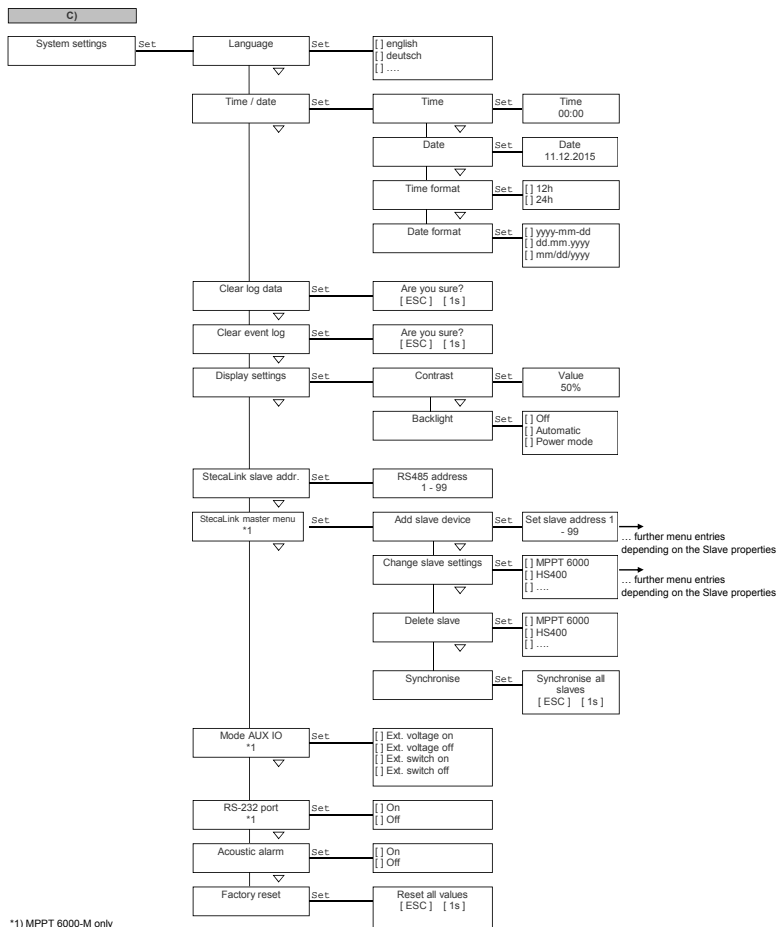 C)
System settings
Set
Language
Set
[ ] english
[ ] deutsch
[ ] ....
Time / date
Set
Time
Set
Time
00:00
Date
Set
Date
11.12.2015
Time format
Set
[ ] 12h
[ ] 24h
Date format
Set
[ ] yyyy-mm-dd
[ ] dd.mm.yyyy
[ ] mm/dd/yyyy
Clear log data
Set
Are you sure?
[ ESC ] [ 1s ]
Clear event log
Set
Are you sure?
[ ESC ] [ 1s ]
Display settings
Set
Contrast
Set
Value
50%
Backlight
Set
[ ] Off
[ ] Automatic
[ ] Power mode
StecaLink slave addr.
Set
RS485 address
1 - 99
StecaLink master menu
*1
Set
Add slave device
Set
Set slave address 1
- 99
... further menu entries
depending on the Slave properties
Change slave settings
Set
[ ] MPPT 6000
[ ] HS400
[ ] ....
... further menu entries
depending on the Slave properties
Delete slave
Set
[ ] MPPT 6000
[ ] HS400
[ ] ....
Synchronise
Set
Synchronise all
slaves
[ ESC ] [ 1s ]
Mode AUX IO
*1
Set
[ ] Ext. voltage on
[ ] Ext. voltage off
[ ] Ext. switch on
[ ] Ext. switch off
RS-232 port
*1
Set
[ ] On
[ ] Off
Acoustic alarm
Set
[ ] On
[ ] Off
Factory reset
Set
Reset all values
[ ESC ] [ 1s ]
*1) MPPT 6000-M only